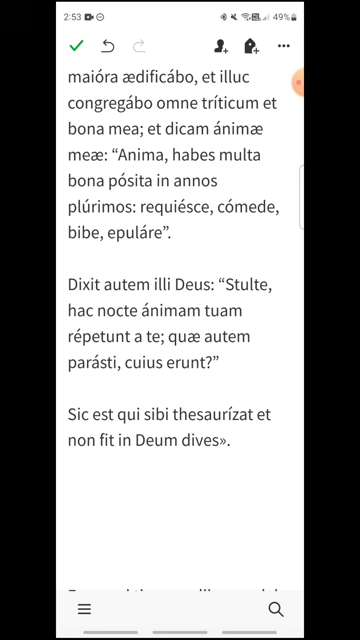 2:53
49%
maióra ædificábo, et illuc
congregábo omne tríticum et
bona mea; et dicam ánimæ
meæ: “Anima, habes multa
bona pósita in annos
plúrimos: requiésce, cómede,
bibe, epuláre”.
Dixit autem illi Deus: “Stulte,
hac nocte ánimam tuam
répetunt a te; quæ autem
parásti, cuius erunt?”
Sic est qui sibi thesaurízat et
non fit in Deum dives».